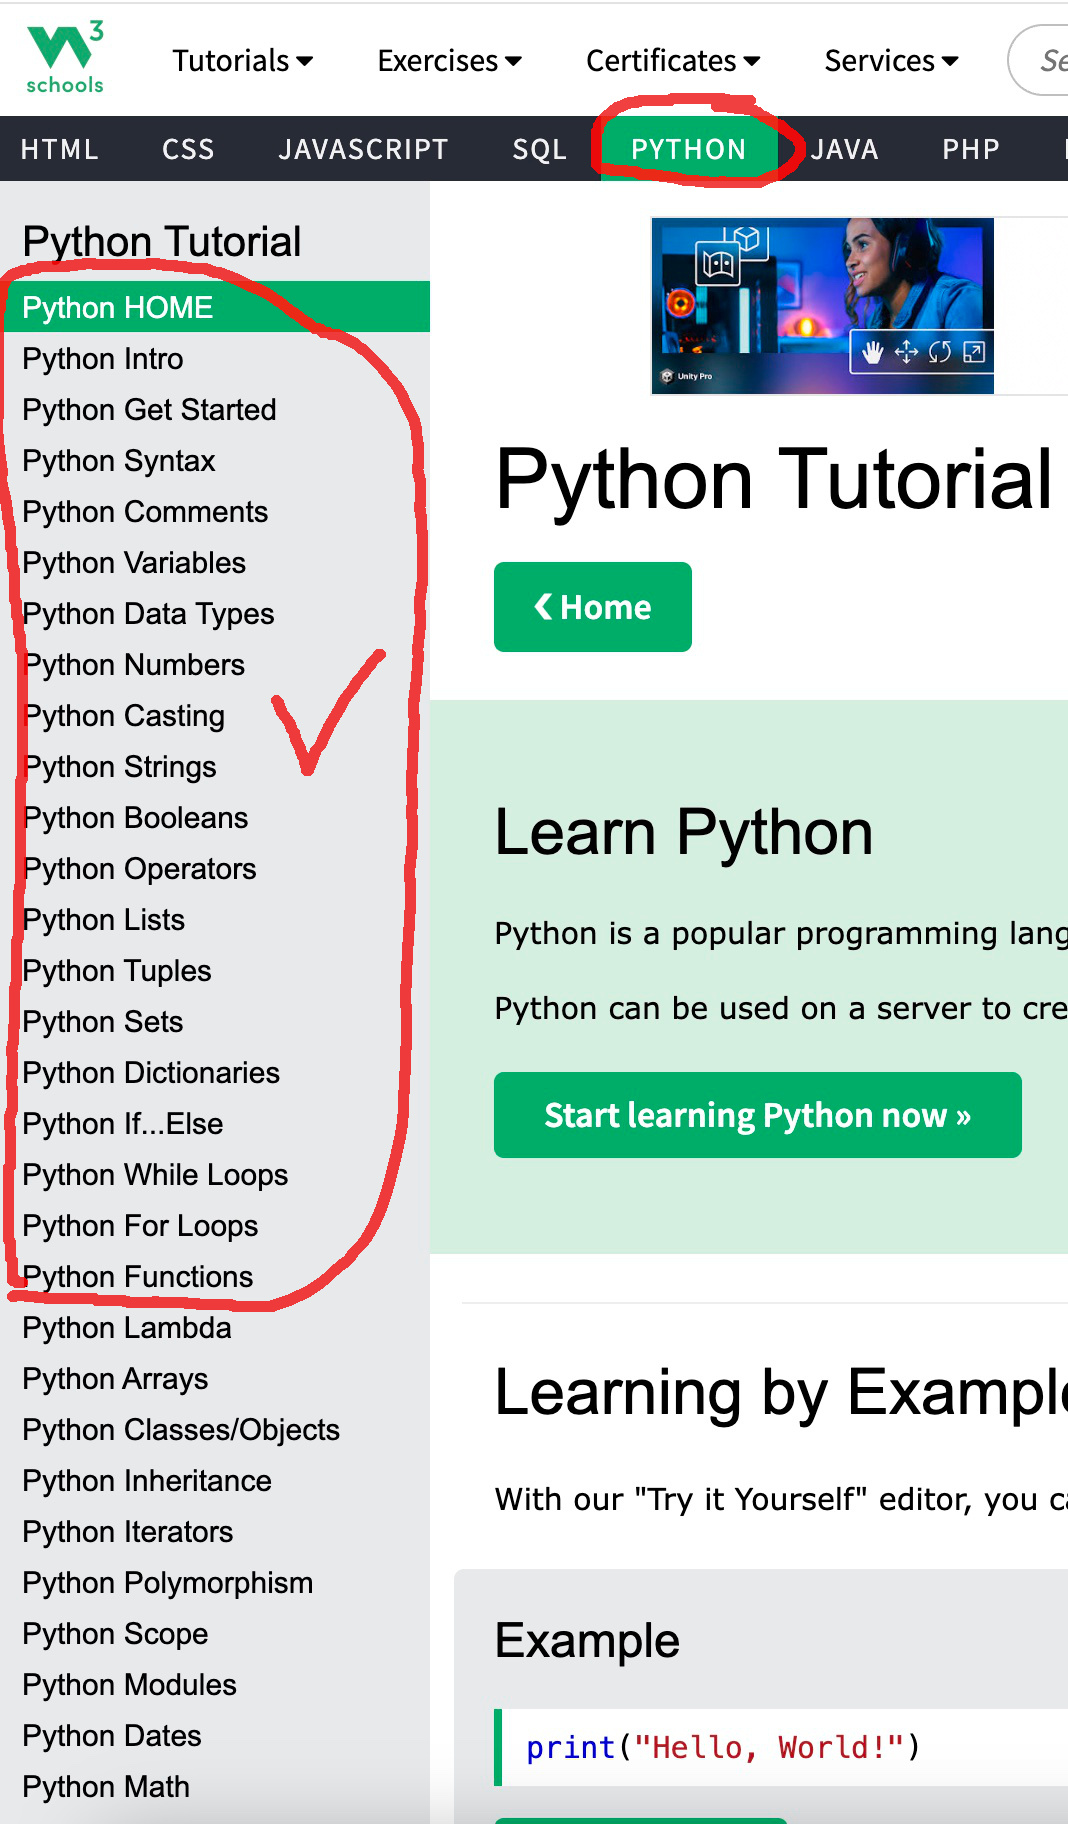 W3
schools
Tutorials Exercises Certificates Services
HTML CSS JAVASCRIPT SQL PYTHON JAVA PHP
Python Tutorial
Python HOME
Python Intro
Python Get Started
Python Syntax
Python Comments
Python Variables
Python Data Types
Python Numbers
Python Casting
Python Strings
Python Booleans
Python Operators
Python Lists
Python Tuples
Python Sets
Python Dictionaries
Python If...Else
Python While Loops
Python For Loops
Python Functions
Python Lambda
Python Arrays
Python Classes/Objects
Python Inheritance
Python Iterators
Python Polymorphism
Python Scope
Python Modules
Python Dates
Python Math
Unity Pro
Python Tutorial
❮ Home
Learn Python
Python is a popular programming
Python can be used on a server to
Start learning Python now »
Learning by
With our "Try it Yourself" editor, you
Example
print("Hello, World!")